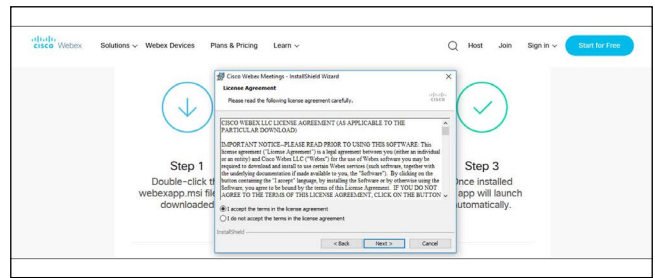 CISCO Webex Solutions Webex Devices Plans & Pricing Learn Host Join Sign in Start for Free
Cisco Webex Meetings - InstallShield Wizard
License Agreement
Please read the following license agreement carefully.
CISCO
CISCO WEBEX LLC LICENSE AGREEMENT (AS APPLICABLE TO THE
PARTICULAR DOWNLOAD)
IMPORTANT NOTICE--PLEASE READ PRIOR TO USING THIS SOFTWARE: This
license agreement ("License Agreement") is a legal agreement between you (either an individual
or an entity) and Cisco Webex LLC ("Webex") for the use of Webex software you may be
required to download and install to use certain Webex services (such software, together with
the underlying documentation if made available to you, the "Software"). By clicking on the
button containing the "I accept" language, by installing the Software or by otherwise using the
Software, you agree to be bound by the terms of this License Agreement. IF YOU DO NOT
AGREE TO THE TERMS OF THIS LICENSE AGREEMENT, CLICK ON THE BUTTON
I accept the terms in the license agreement
I do not accept the terms in the license agreement
InstallShield
< Back Next > Cancel
Step 1
Double-click t
webexapp.msi file
downloaded
Step 3
Once installed
app will launch
automatically.